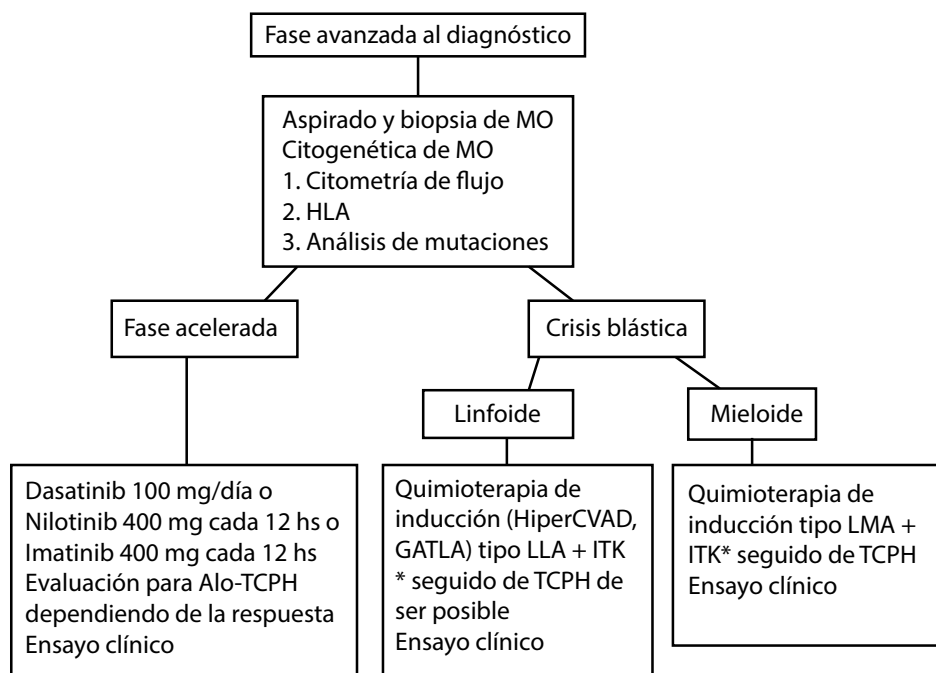 Fase avanzada al diagnóstico
Aspirado y biopsia de MO
Citogenética de MO
1. Citometría de flujo
2. HLA
3. Análisis de mutaciones
Fase acelerada
Crisis blástica
Linfoide
Mieloide
Dasatinib 100 mg/día o
Nilotinib 400 mg cada 12 hs o
Imatinib 400 mg cada 12 hs
Evaluación para Alo-TCPH
dependiendo de la respuesta
Ensayo clínico
Quimioterapia de
inducción (HiperCVAD,
GATLA) tipo LLA + ITK
* seguido de TCPH de
ser posible
Ensayo clínico
Quimioterapia de
inducción tipo LMA +
ITK* seguido de TCPH
Ensayo clínico